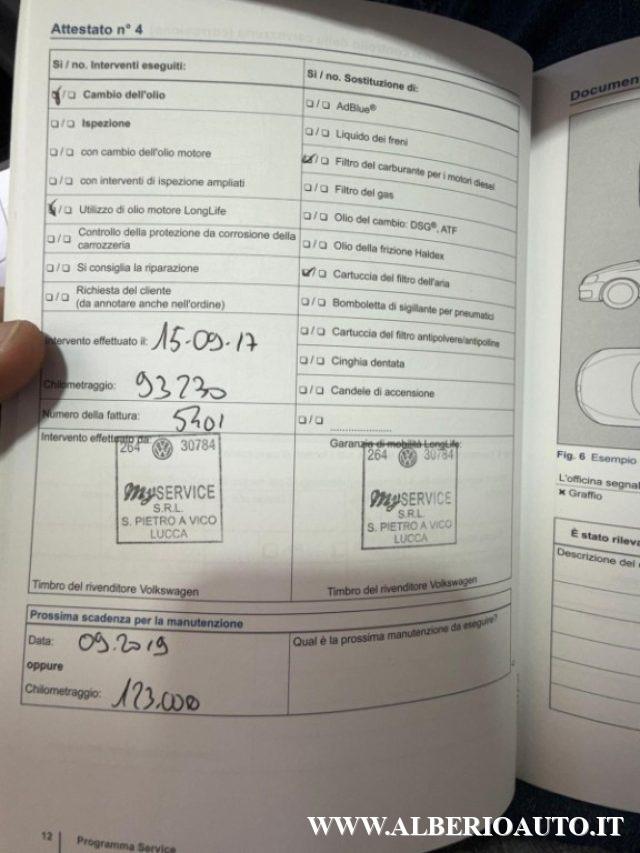 Attestato n° 4
Sì / no. Interventi eseguiti:
❑ / ❑ Cambio dell'olio
❑ / ❑ Ispezione
❑ / ❑ con cambio dell'olio motore
❑ / ❑ con interventi di ispezione ampliati
❑ / ❑ Utilizzo di olio motore LongLife
❑ / ❑ Controllo della protezione da corrosione della
carrozzeria
❑ / ❑ Si consiglia la riparazione
❑ / ❑ Richiesta del cliente
(da annotare anche nell'ordine)
Intervento effettuato il: 15-09-17
Chilometraggio: 93230
Numero della fattura: 5201
Intervento effettuato da:
264 30784
MySERVICE
S.R.L.
S. PIETRO A VICO
LUCCA
Timbro del rivenditore Volkswagen
Sì / no. Sostituzione di:
❑ / ❑ AdBlue®
❑ / ❑ Liquido dei freni
❑ / ❑ Filtro del carburante per i motori diesel
❑ / ❑ Filtro del gas
❑ / ❑ Olio del cambio: DSG®, ATF
❑ / ❑ Olio della frizione Haldex
❑ / ❑ Cartuccia del filtro dell'aria
❑ / ❑ Bomboletta di sigillante per pneumatici
❑ / ❑ Cartuccia del filtro antipolvere/antipolline
❑ / ❑ Cinghia dentata
❑ / ❑ Candele di accensione
❑ / ❑ ......................
Garanzia di mobilità LongLife:
264 30784
MySERVICE
S.R.L.
S. PIETRO A VICO
LUCCA
Timbro del rivenditore Volkswagen
Prossima scadenza per la manutenzione
Data: 09.2019
oppure
Chilometraggio: 123.000
Qual è la prossima manutenzione da eseguire?
12 Programma Service
Documen
Fig. 6 Esempio
L'officina segnal
✖ Graffio
È stato rileva
Descrizione del
WWW.ALBERIOAUTO.IT